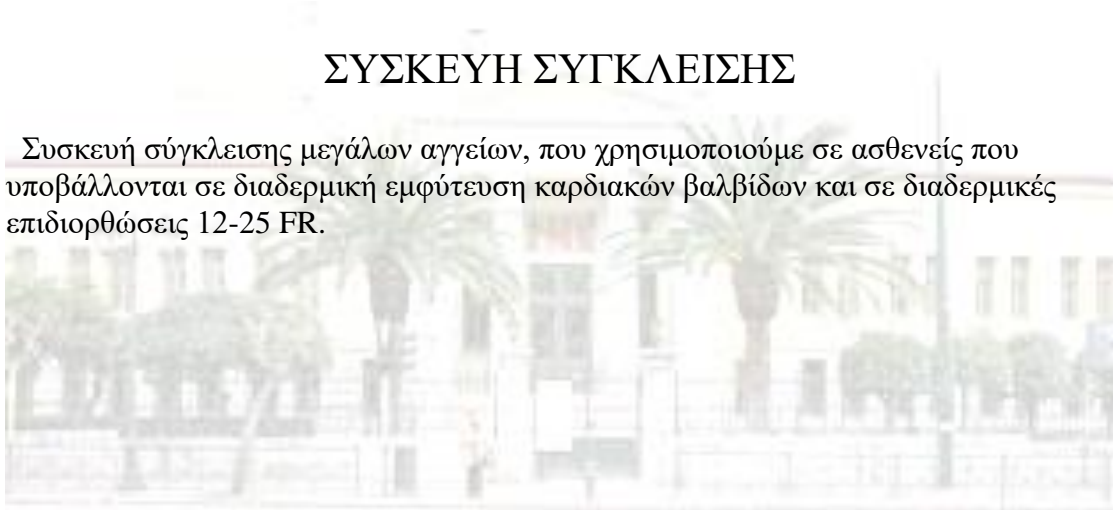 ΣΥΣΚΕΥΗ ΣΥΓΚΛΕΙΣΗΣ
Συσκευή σύγκλεισης μεγάλων αγγείων, που χρησιμοποιούμε σε ασθενείς που
υποβάλλονται σε διαδερμική εμφύτευση καρδιακών βαλβίδων και σε διαδερμικές
επιδιορθώσεις 12-25 FR.